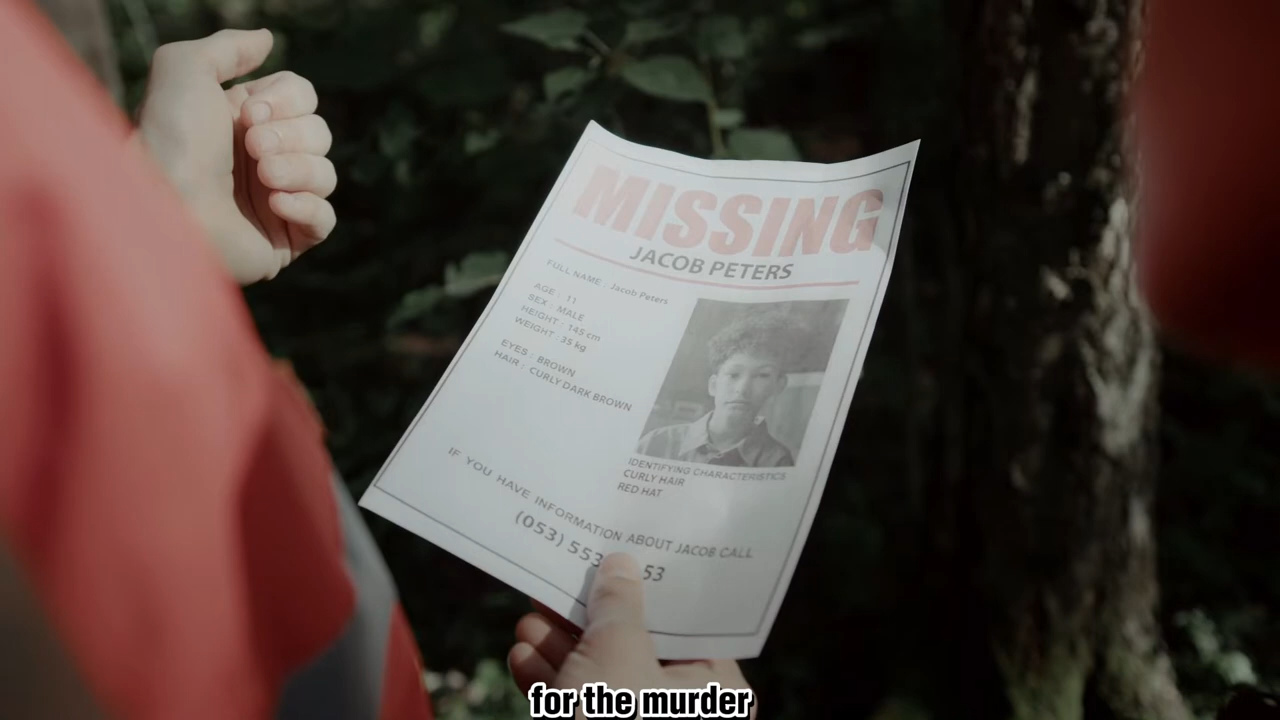 MISSING
JACOB PETERS
FULL NAME : Jacob Peters
AGE : 11
SEX : MALE
HEIGHT : 145 cm
WEIGHT : 35 kg
EYES : BROWN
HAIR : CURLY DARK BROWN
IDENTIFYING CHARACTERISTICS
CURLY HAIR
RED HAT
IF YOU HAVE INFORMATION ABOUT JACOB CALL
(053) 553 53
for the murder